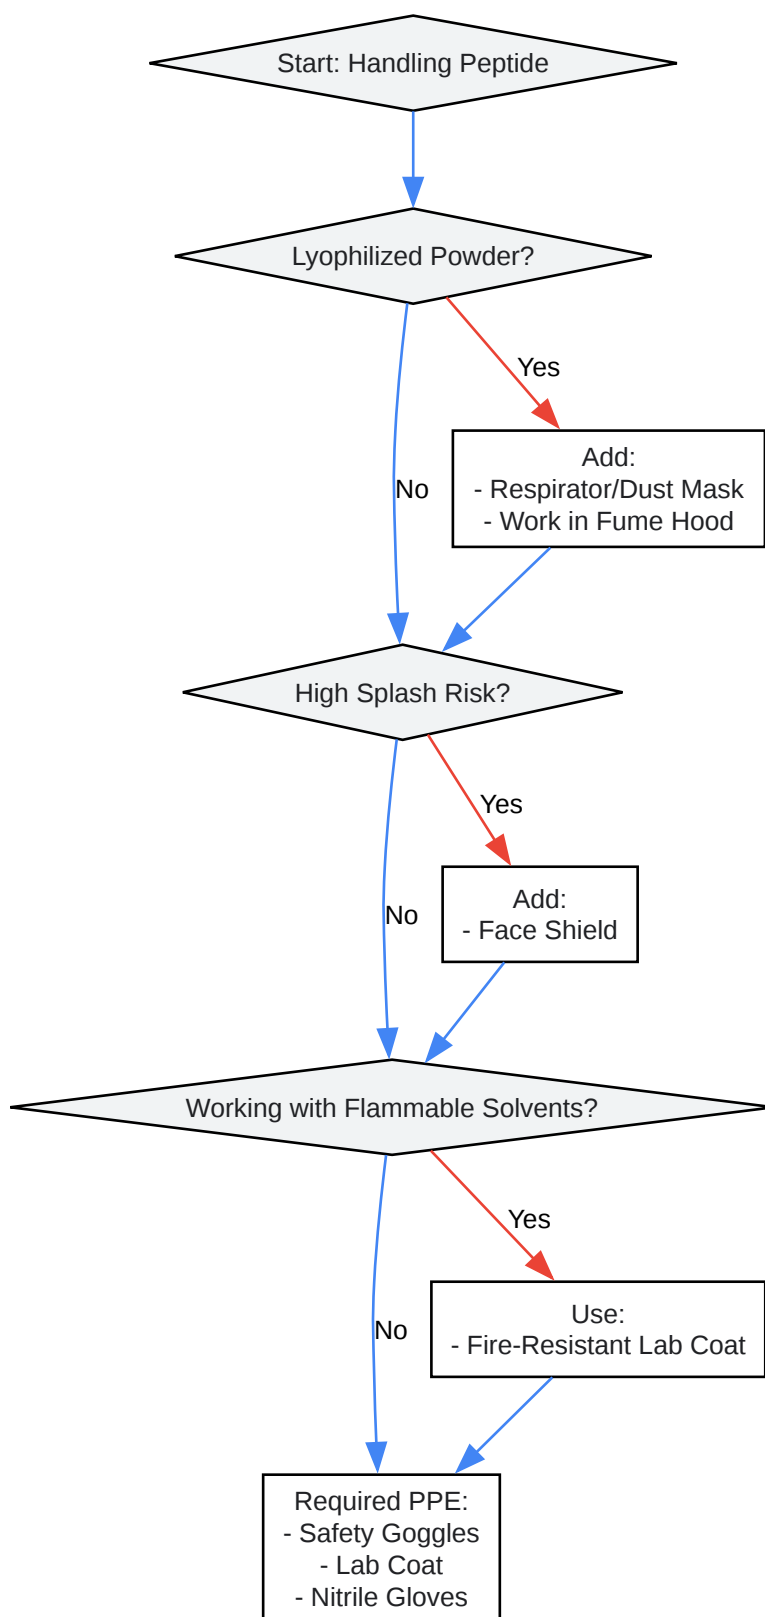 Start: Handling Peptide
Lyophilized Powder?
Yes
Add:
- Respirator/Dust Mask
- Work in Fume Hood
No
High Splash Risk?
Yes
Add:
- Face Shield
No
Working with Flammable Solvents?
Yes
Use:
- Fire-Resistant Lab Coat
No
Required PPE:
- Safety Goggles
- Lab Coat
- Nitrile Gloves